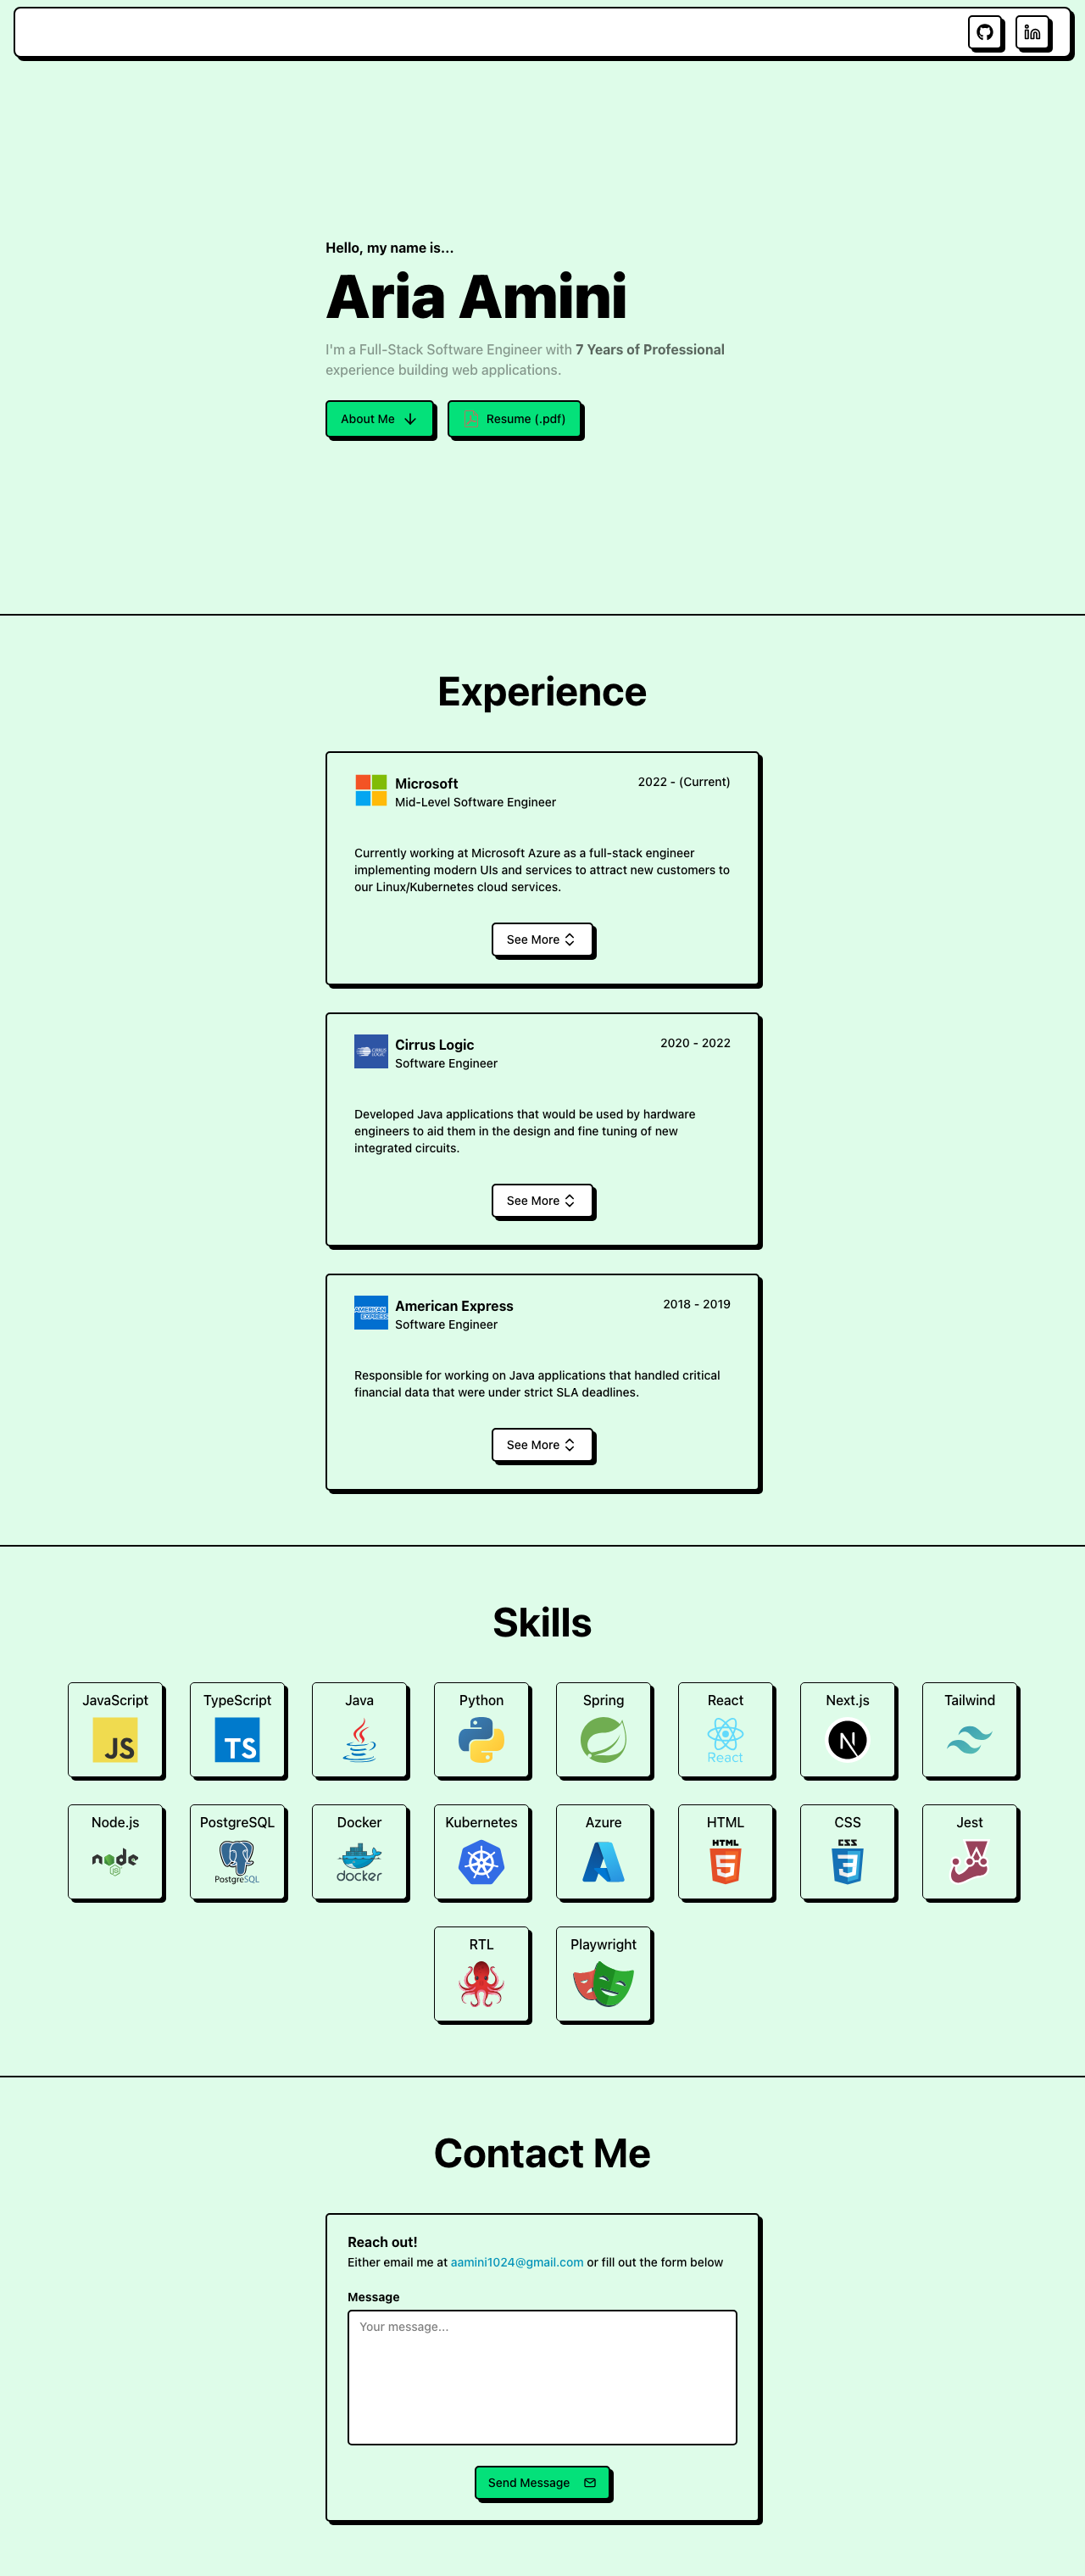 Hello, my name is...
Aria Amini
I'm a Full-Stack Software Engineer with 7 Years of Professional
experience building web applications.
About Me
Resume (.pdf)
Experience
Microsoft
2022 - (Current)
Mid-Level Software Engineer
Currently working at Microsoft Azure as a full-stack engineer
implementing modern UIs and services to attract new customers to
our Linux/Kubernetes cloud services.
See More
CIRRUS LOGIC
Cirrus Logic
2020 - 2022
Software Engineer
Developed Java applications that would be used by hardware
engineers to aid them in the design and fine tuning of new
integrated circuits.
See More
AMERICAN EXPRESS
American Express
2018 - 2019
Software Engineer
Responsible for working on Java applications that handled critical
financial data that were under strict SLA deadlines.
See More
Skills
JavaScript
JS
TypeScript
TS
Java
Python
Spring
React
React
Next.js
N
Tailwind
Node.js
node
JS
PostgreSQL
PostgreSQL
Docker
docker
Kubernetes
Azure
HTML
HTML
5
CSS
CSS
3
Jest
RTL
Playwright
Contact Me
Reach out!
Either email me at aamini1024@gmail.com or fill out the form below
Message
Your message...
Send Message